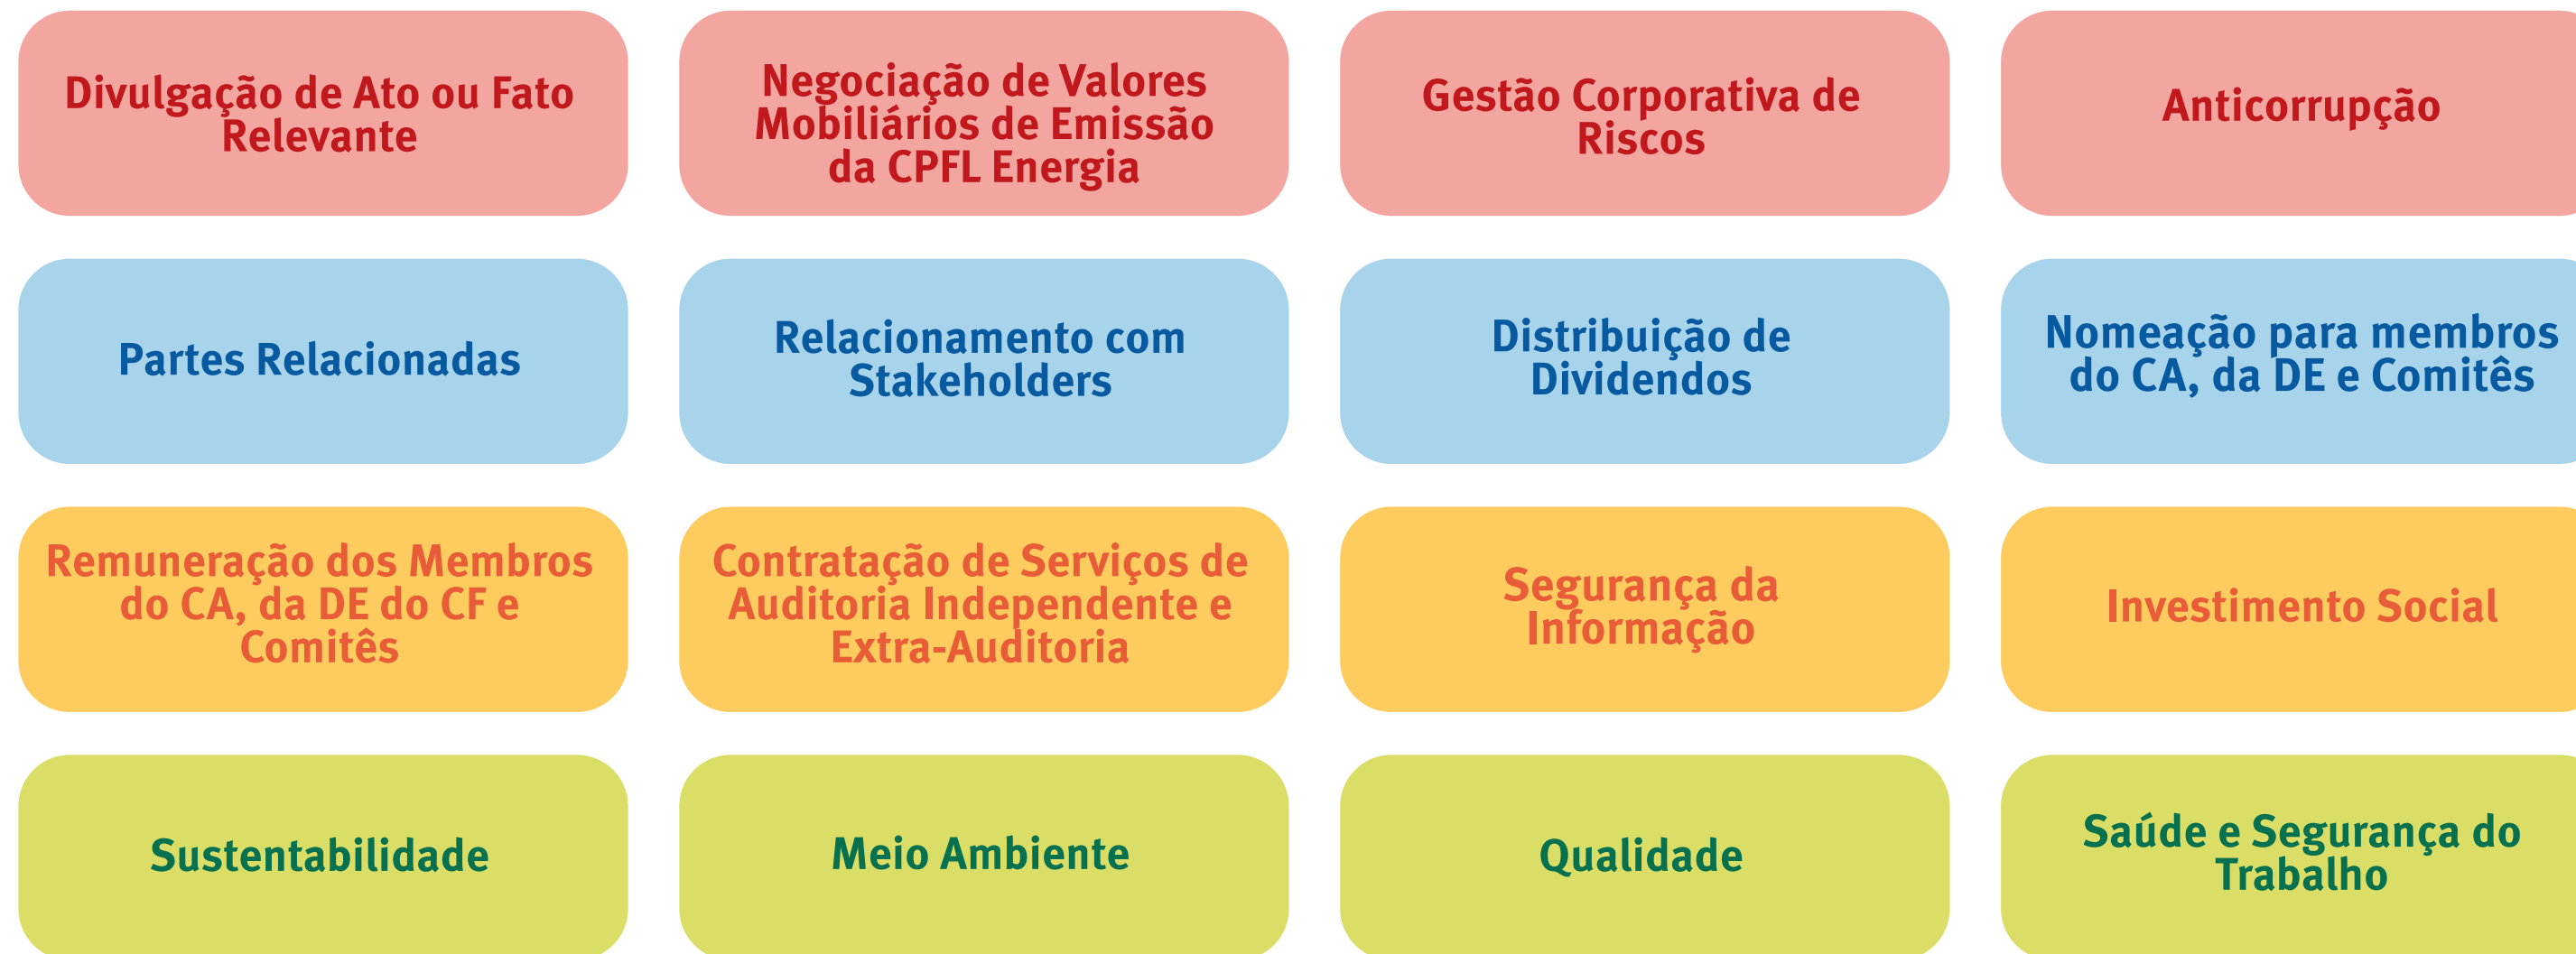 Divulgação de Ato ou Fato
Relevante
Negociação de Valores
Mobiliários de Emissão
da CPFL Energia
Gestão Corporativa de
Riscos
Anticorrupção
Partes Relacionadas
Relacionamento com
Stakeholders
Distribuição de
Dividendos
Nomeação para membros
do CA, da DE e Comitês
Remuneração dos Membros
do CA, da DE do CF e
Comitês
Contratação de Serviços de
Auditoria Independente e
Extra-Auditoria
Segurança da
Informação
Investimento Social
Sustentabilidade
Meio Ambiente
Qualidade
Saúde e Segurança do
Trabalho